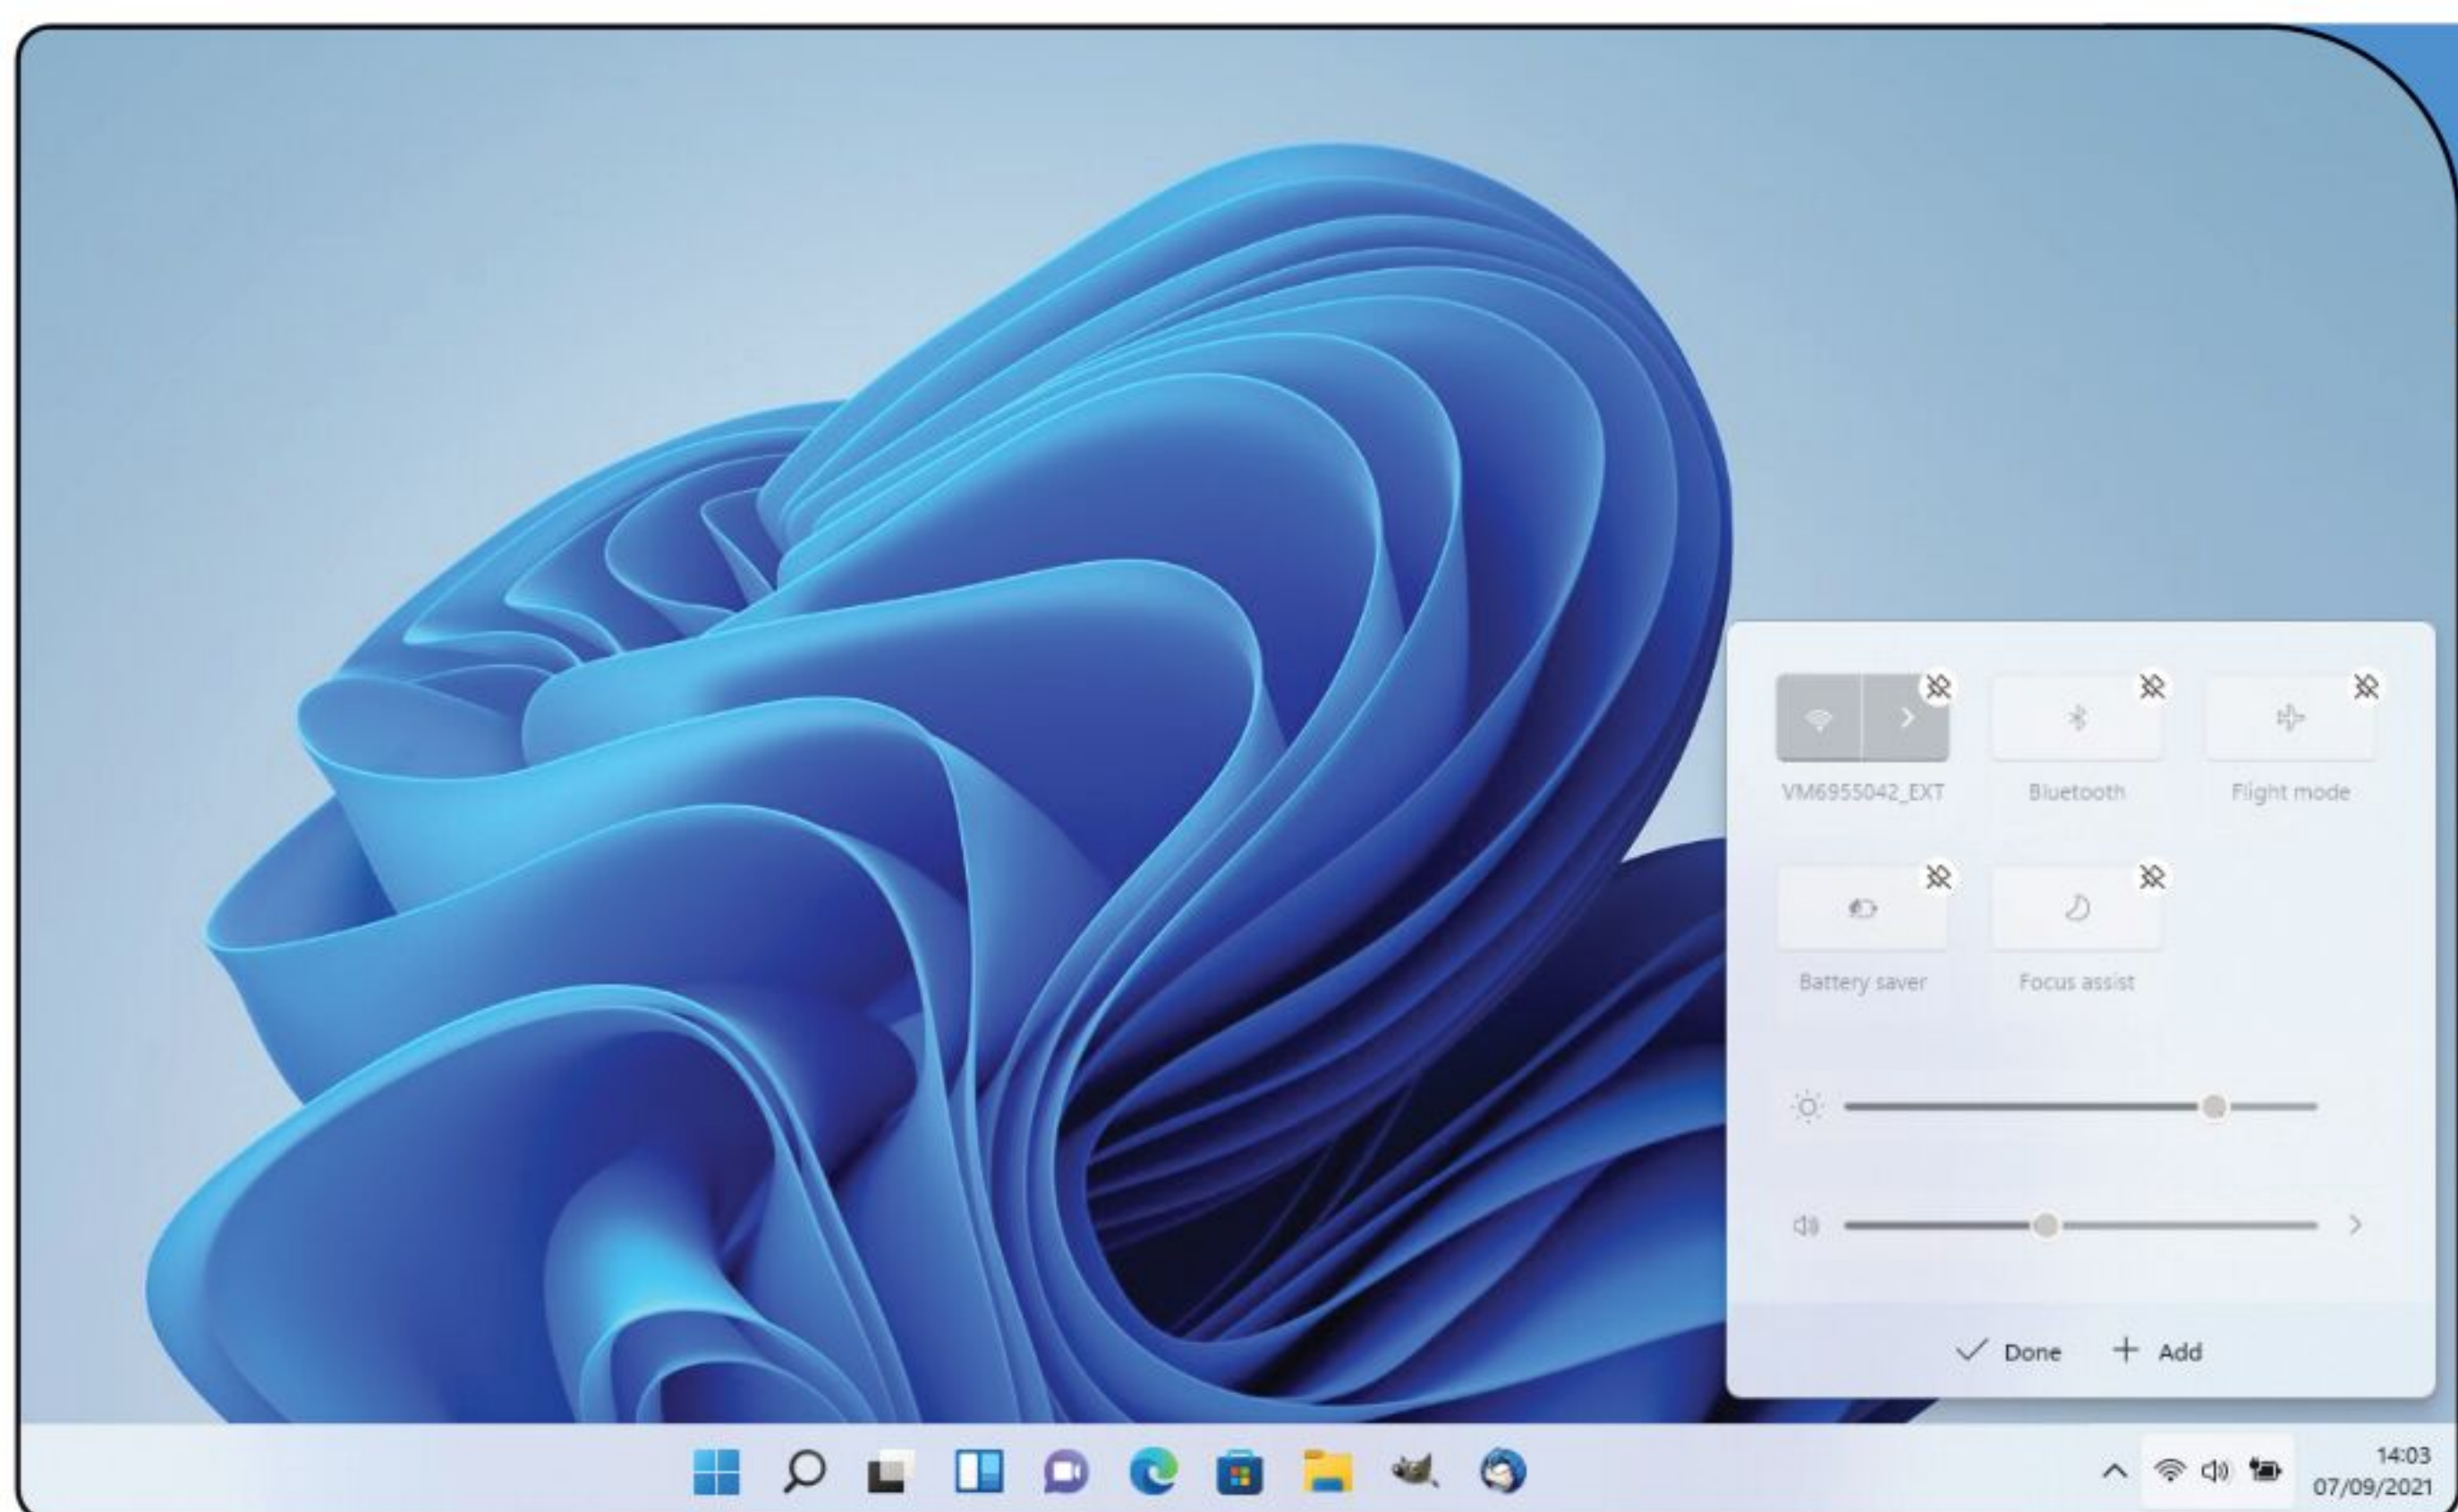 VM6955042_EXT
Bluetooth
Flight mode
Battery saver
Focus assist
Done
Add
14:03
07/09/2021